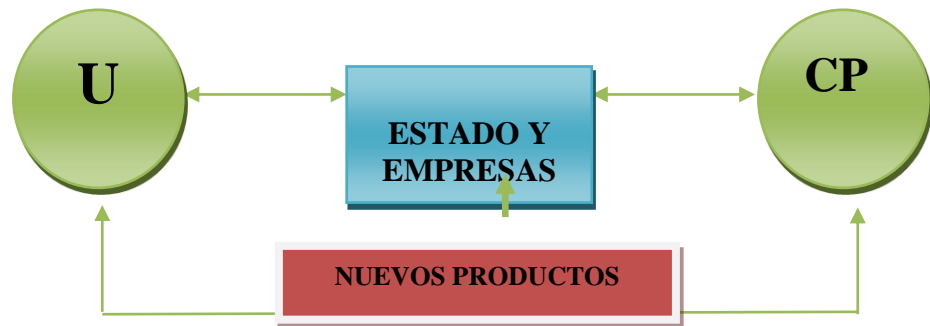 U
CP
ESTADO Y
EMPRESAS
NUEVOS PRODUCTOS